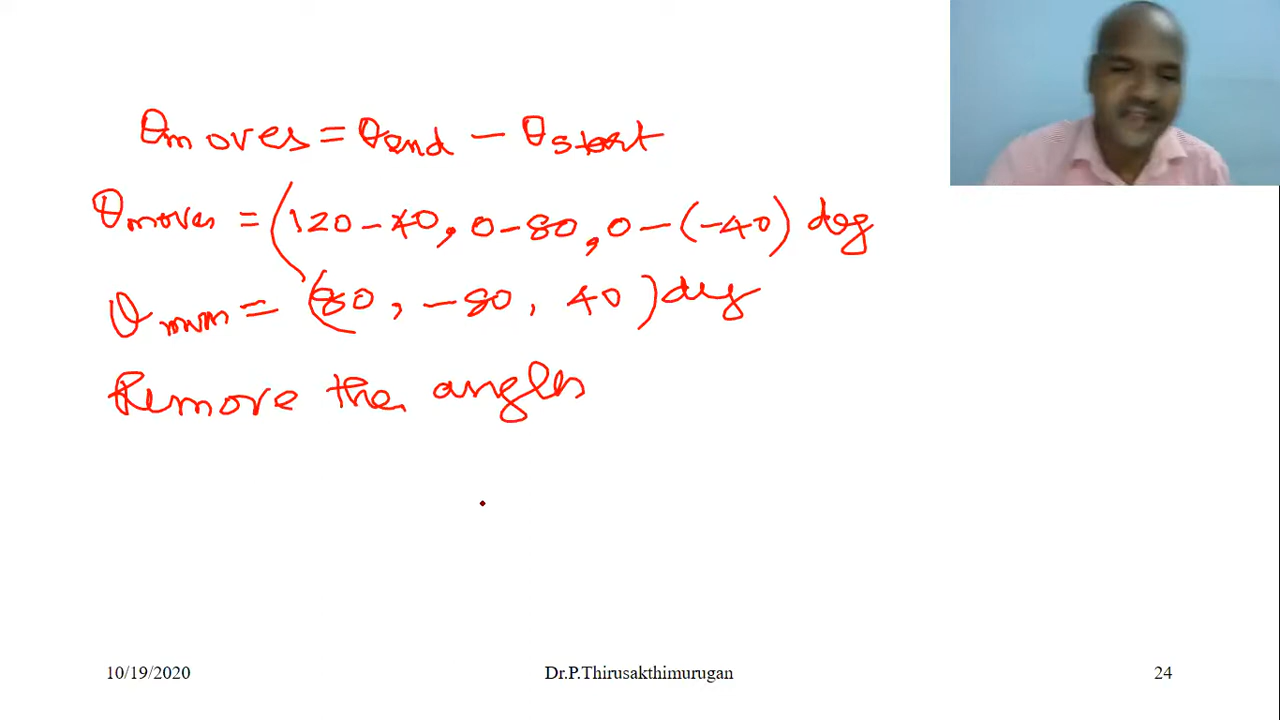 θmoves = θend − θstart
θmoves = (120 − 40, 0 − 80, 0 − (−40) deg
θmvm = (80, −80, 40) deg
Remove the angles
10/19/2020 Dr.P.Thirusakthimurugan 24